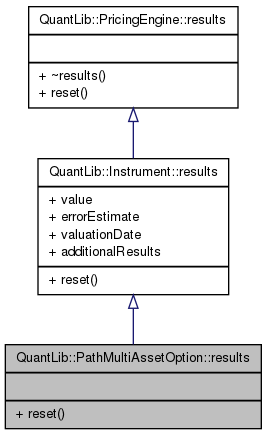 QuantLib::PricingEngine::results
+ ~results()
+ reset()
QuantLib::Instrument::results
+ value
+ errorEstimate
+ valuationDate
+ additionalResults
+ reset()
QuantLib::PathMultiAssetOption::results
+ reset()